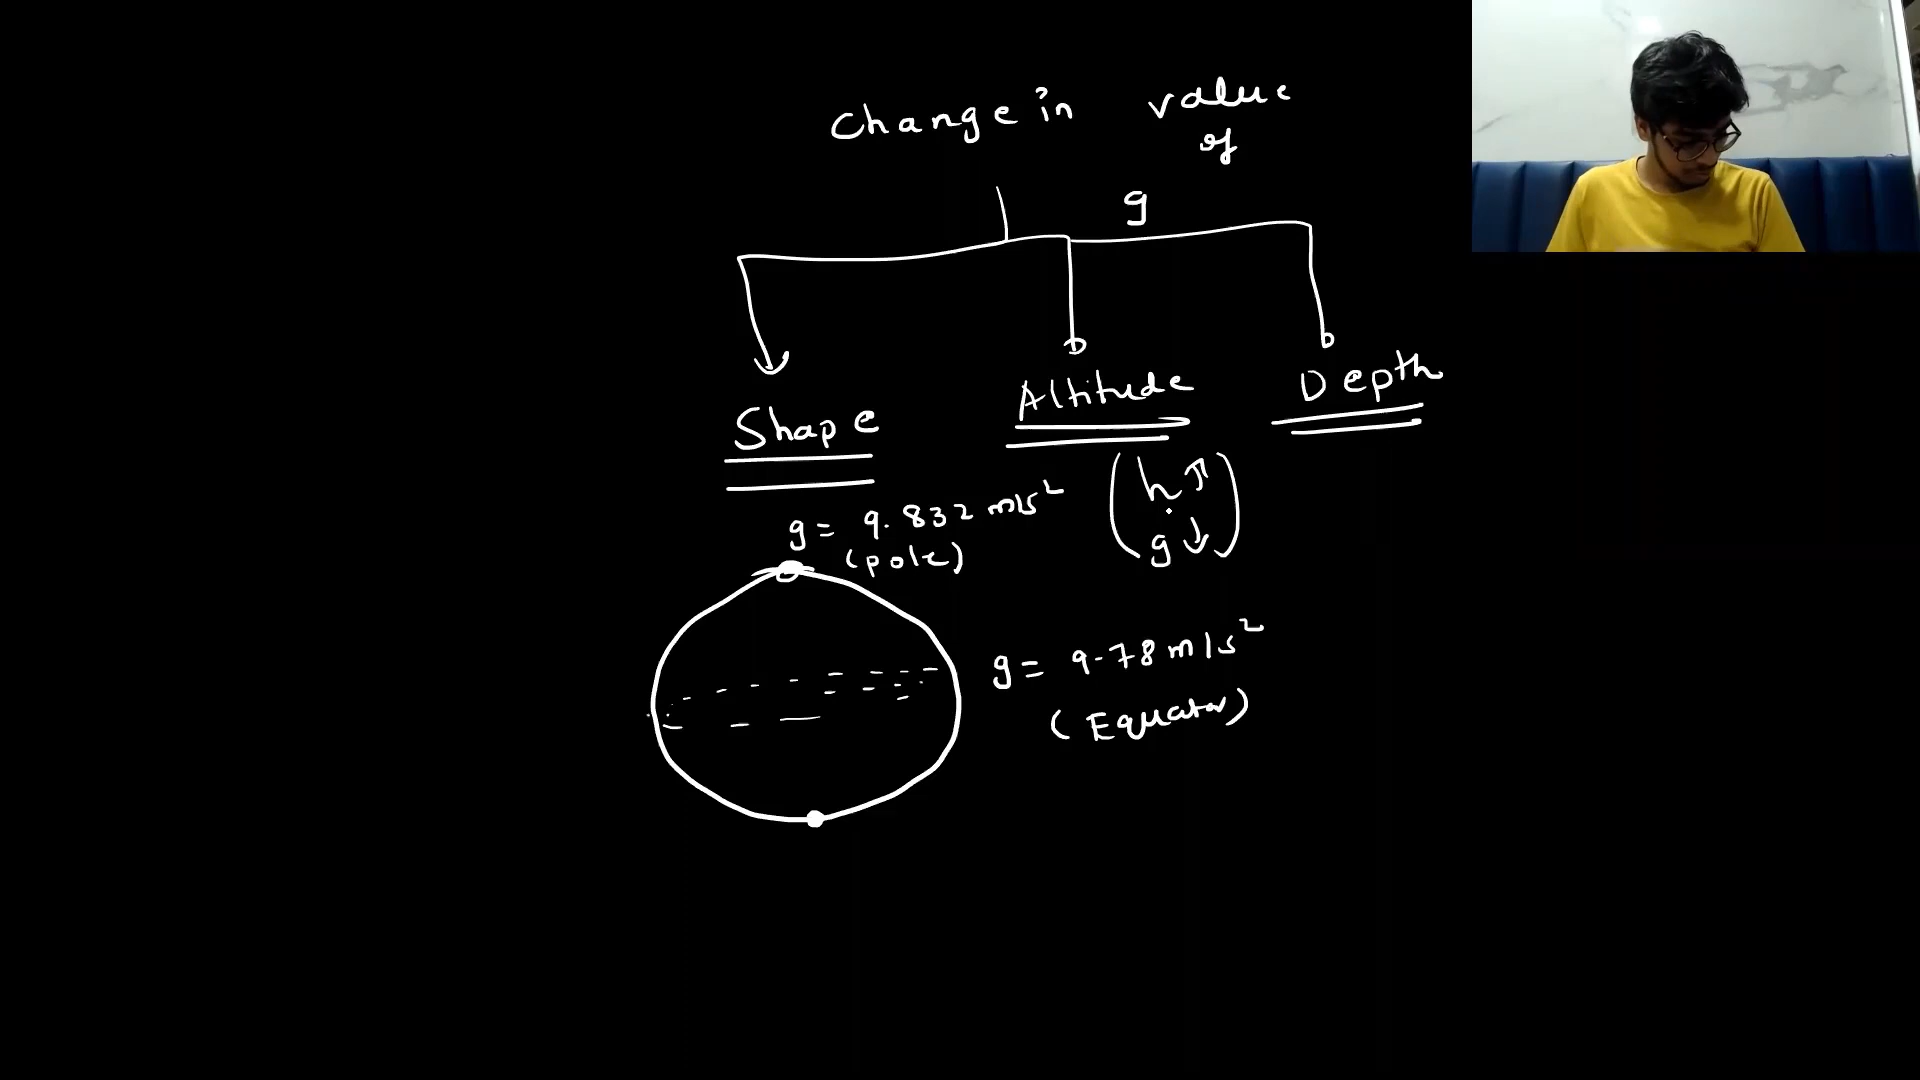 Change in value
of
g
Shape Altitude Depth
g = 9.832 m/s²
(pole)
(h↑
g↓)
g = 9.78 m/s²
(Equator)